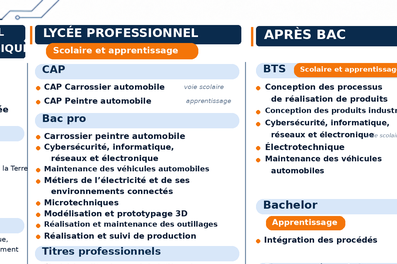 LYCÉE PROFESSIONNEL
Scolaire et apprentissage
CAP
CAP Carrossier automobile voie scolaire
CAP Peintre automobile apprentissage
Bac pro
Carrossier peintre automobile
Cybersécurité, informatique,
réseaux et électronique
Maintenance des véhicules automobiles
Métiers de l'électricité et de ses
environnements connectés
Microtechniques
Modélisation et prototypage 3D
Réalisation et maintenance des outillages
Réalisation et suivi de production
Titres professionnels
APRÈS BAC
BTS Scolaire et apprentissage
Conception des processus
de réalisation de produits
Conception des produits industr
Cybersécurité, informatique,
réseaux et électronique
Électrotechnique
Maintenance des véhicules
automobiles
Bachelor
Apprentissage
Intégration des procédés
la Terre